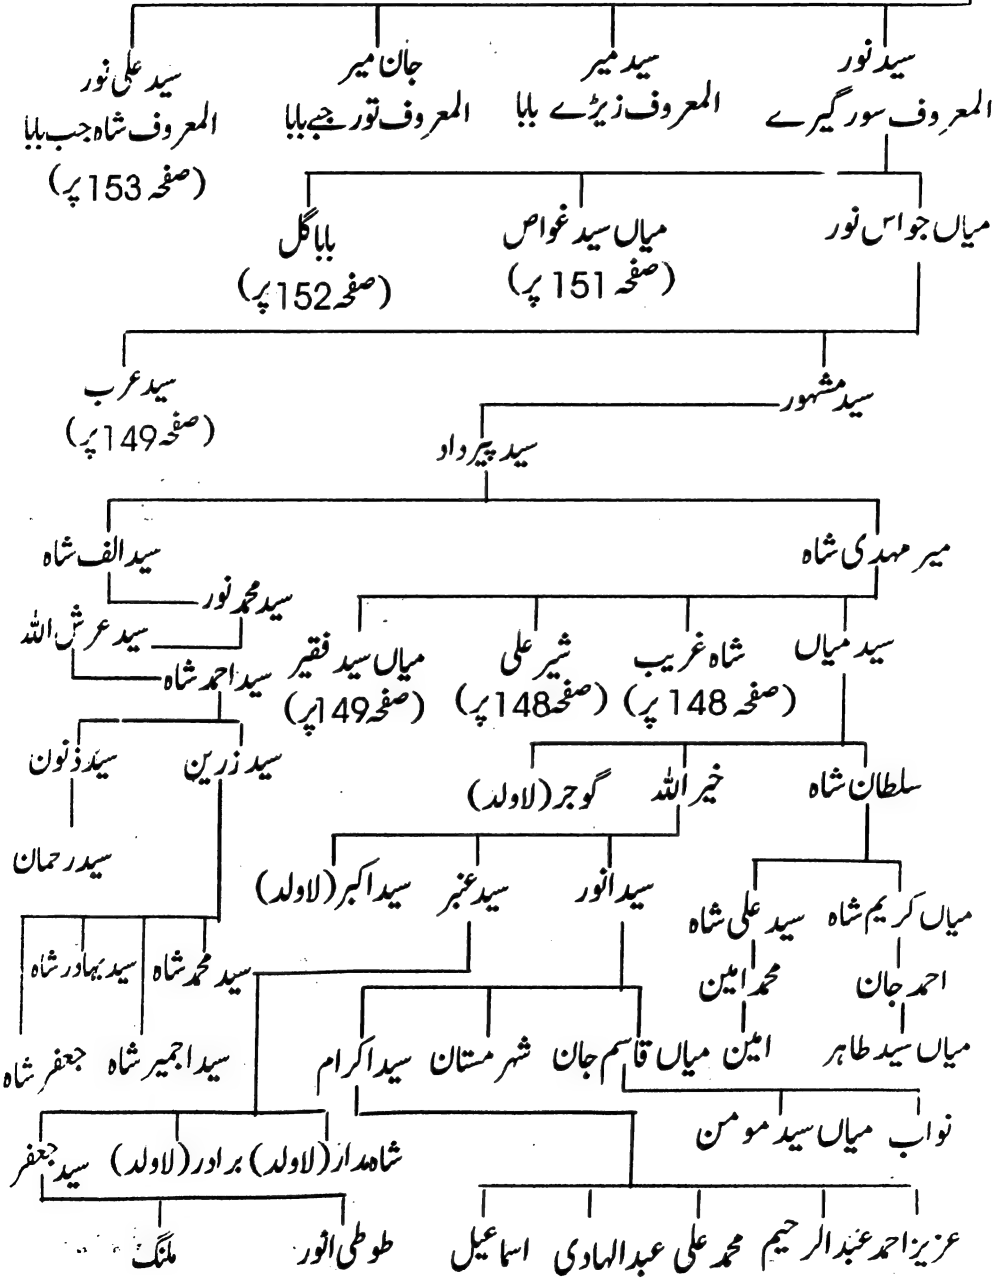 سید نور
المعروف سور گیرے
سید میر
المعروف زیڑے بابا
جان میر
المعروف تور جبے بابا
سید علی نور
المعروف شاہ جب بابا
(صفحہ 153 پر)
میاں جواس نور
میاں سید غواص
(صفحہ 151 پر)
بابا گل
(صفحہ 152 پر)
سید مشہور
سید عرب
(صفحہ 149 پر)
سید پیر داد
میر مہدی شاہ
سید الف شاہ
سید محمد نور
سید عرش اللہ
سید احمد شاہ
سید میاں
شاہ غریب
(صفحہ 148 پر)
شیر علی
(صفحہ 148 پر)
میاں سید فقیر
(صفحہ 149 پر)
سید زرین
سید ذنون
سید رحمان
سلطان شاہ
خیر اللہ
گوجر (لاولد)
سید انور
سید عنبر
سید اکبر (لاولد)
میاں کریم شاہ
سید علی شاہ
احمد جان
محمد امین
میاں سید طاہر
امین
سید محمد شاہ
سید بہادر شاہ
سید اجمیر شاہ
جعفر شاہ
میاں قاسم جان
شہر مستان
سید اکرام
نواب
میاں سید مومن
شاہ مدار (لاولد)
برادر (لاولد)
سید جعفر
عزیز احمد
عبدالرحیم
محمد علی
عبدالہادی
اسماعیل
طوطی انور
ملنگ